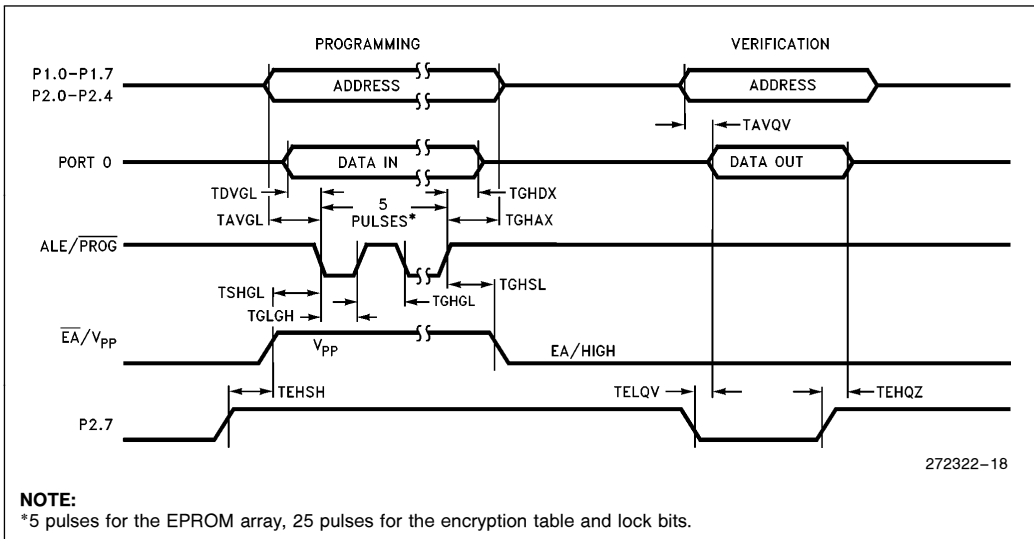 PROGRAMMING VERIFICATION
P1.0–P1.7
P2.0–P2.4
ADDRESS ADDRESS
TAVQV
PORT 0 DATA IN DATA OUT
TDVGL 5 TGHDX
TAVGL PULSES* TGHAX
ALE/PROG
TSHGL TGHSL
TGHGL
TGLGH
EA/VPP VPP EA/HIGH
TEHSH TELQV TEHQZ
P2.7
272322–18
NOTE:
*5 pulses for the EPROM array, 25 pulses for the encryption table and lock bits.